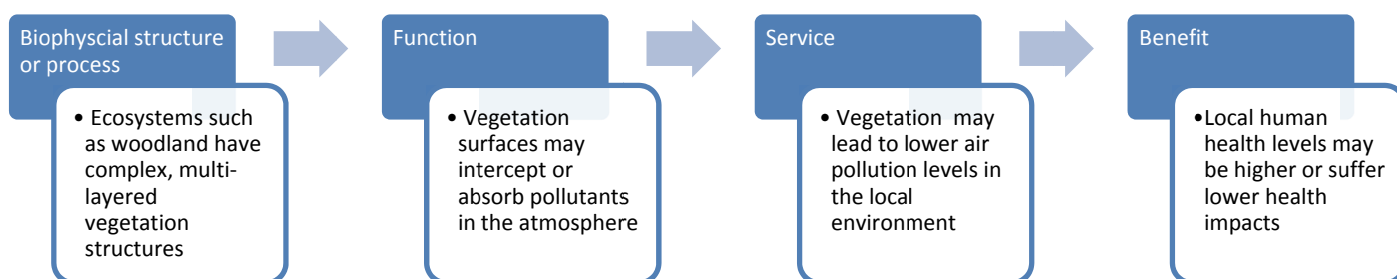 Biophyscial structure
or process
• Ecosystems such
as woodland have
complex, multi-
layered
vegetation
structures
Function
• Vegetation
surfaces may
intercept or
absorb pollutants
in the atmosphere
Service
• Vegetation may
lead to lower air
pollution levels in
the local
environment
Benefit
•Local human
health levels may
be higher or suffer
lower health
impacts